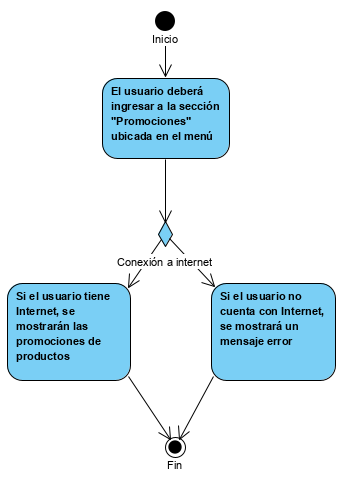 Inicio
El usuario deberá
ingresar a la sección
"Promociones"
ubicada en el menú
Conexión a internet
Si el usuario tiene
Internet, se
mostrarán las
promociones de
productos
Si el usuario no
cuenta con Internet,
se mostrará un
mensaje error
Fin